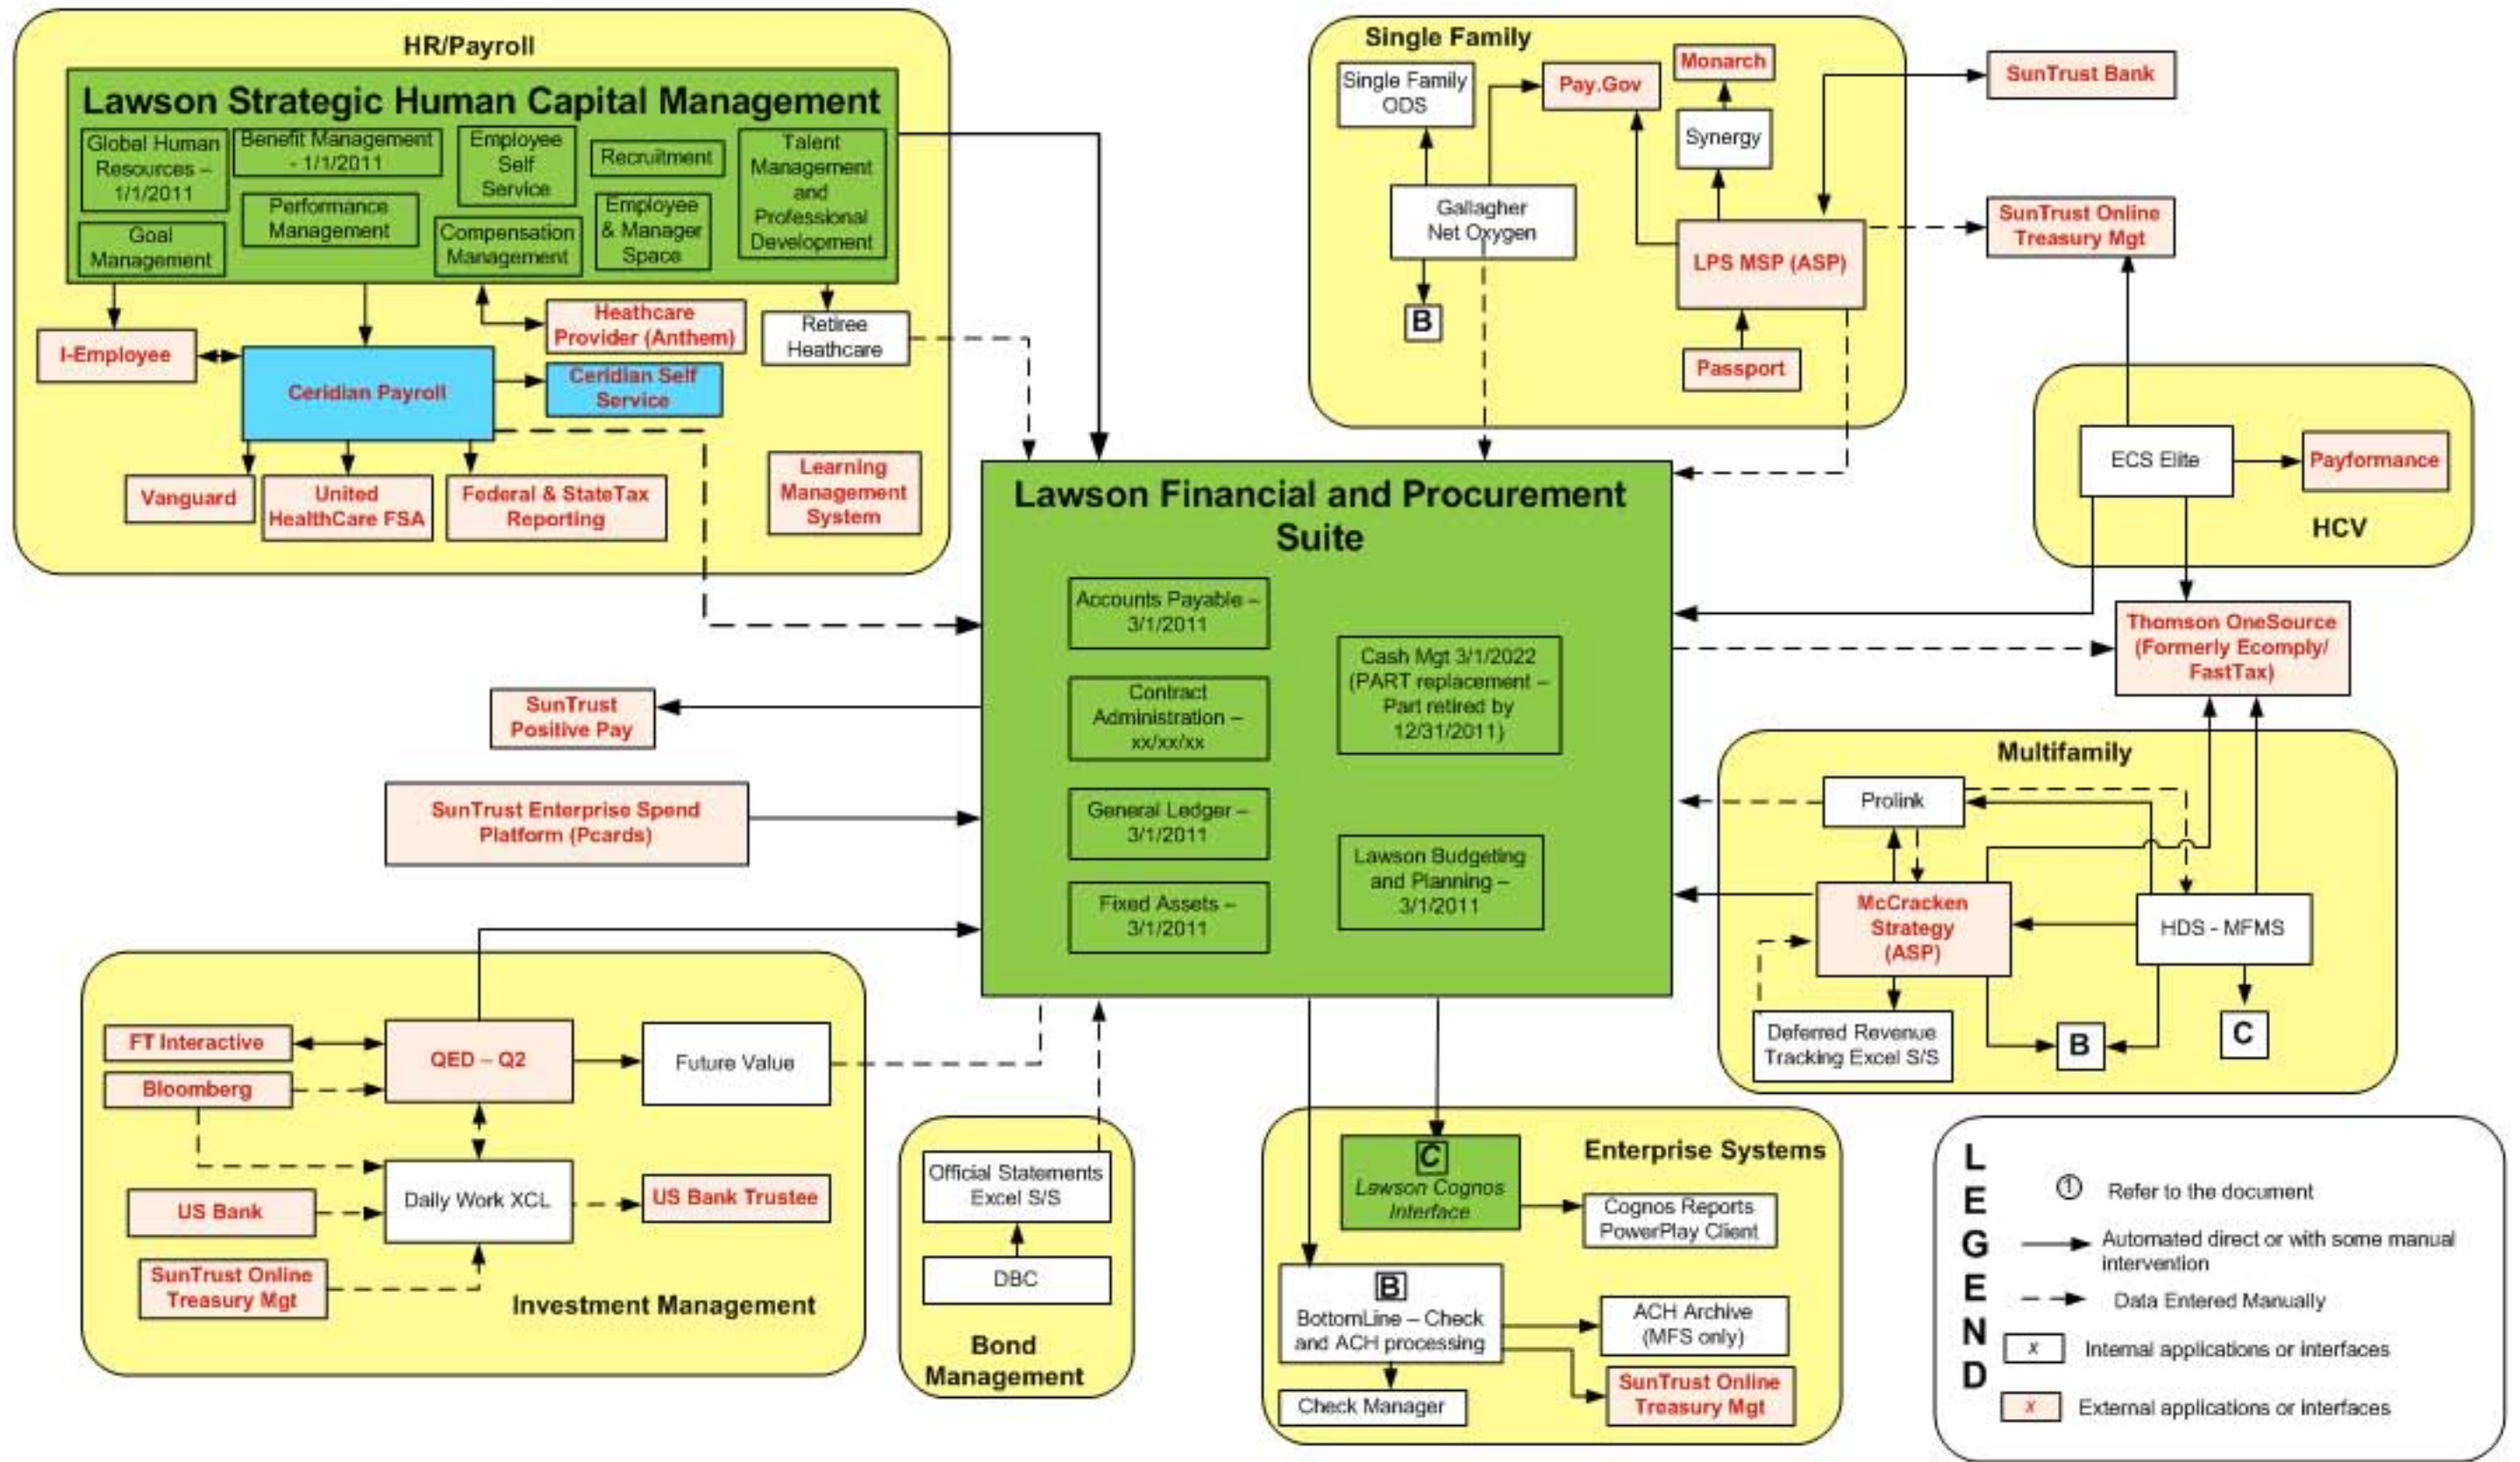 HR/Payroll
Lawson Strategic Human Capital Management
Global Human
Resources –
1/1/2011
Benefit Management
- 1/1/2011
Employee
Self
Service
Recruitment
Talent
Management
and
Professional
Development
Goal
Management
Performance
Management
Compensation
Management
Employee
& Manager
Space
I-Employee
Heathcare
Provider (Anthem)
Retiree
Heathcare
Ceridian Payroll
Ceridian Self
Service
Vanguard
United
HealthCare FSA
Federal & StateTax
Reporting
Learning
Management
System
Single Family
Single Family
ODS
Pay.Gov
Monarch
Synergy
Gallagher
Net Oxygen
LPS MSP (ASP)
B
Passport
SunTrust Bank
SunTrust Online
Treasury Mgt
ECS Elite
Payformance
HCV
Thomson OneSource
(Formerly Ecomply/
FastTax)
Lawson Financial and Procurement
Suite
Accounts Payable –
3/1/2011
Contract
Administration –
xx/xx/xx
General Ledger –
3/1/2011
Fixed Assets –
3/1/2011
Cash Mgt 3/1/2022
(PART replacement –
Part retired by
12/31/2011)
Lawson Budgeting
and Planning –
3/1/2011
SunTrust
Positive Pay
SunTrust Enterprise Spend
Platform (Pcards)
Multifamily
Prolink
McCracken
Strategy
(ASP)
HDS - MFMS
Deferred Revenue
Tracking Excel S/S
B
C
FT Interactive
Bloomberg
QED – Q2
Future Value
US Bank
Daily Work XCL
US Bank Trustee
SunTrust Online
Treasury Mgt
Investment Management
Official Statements
Excel S/S
DBC
Bond
Management
Enterprise Systems
C
Lawson Cognos
Interface
Cognos Reports
PowerPlay Client
B
BottomLine – Check
and ACH processing
ACH Archive
(MFS only)
Check Manager
SunTrust Online
Treasury Mgt
L
E
G
E
N
D
1 Refer to the document
Automated direct or with some manual
intervention
Data Entered Manually
x Internal applications or interfaces
x External applications or interfaces